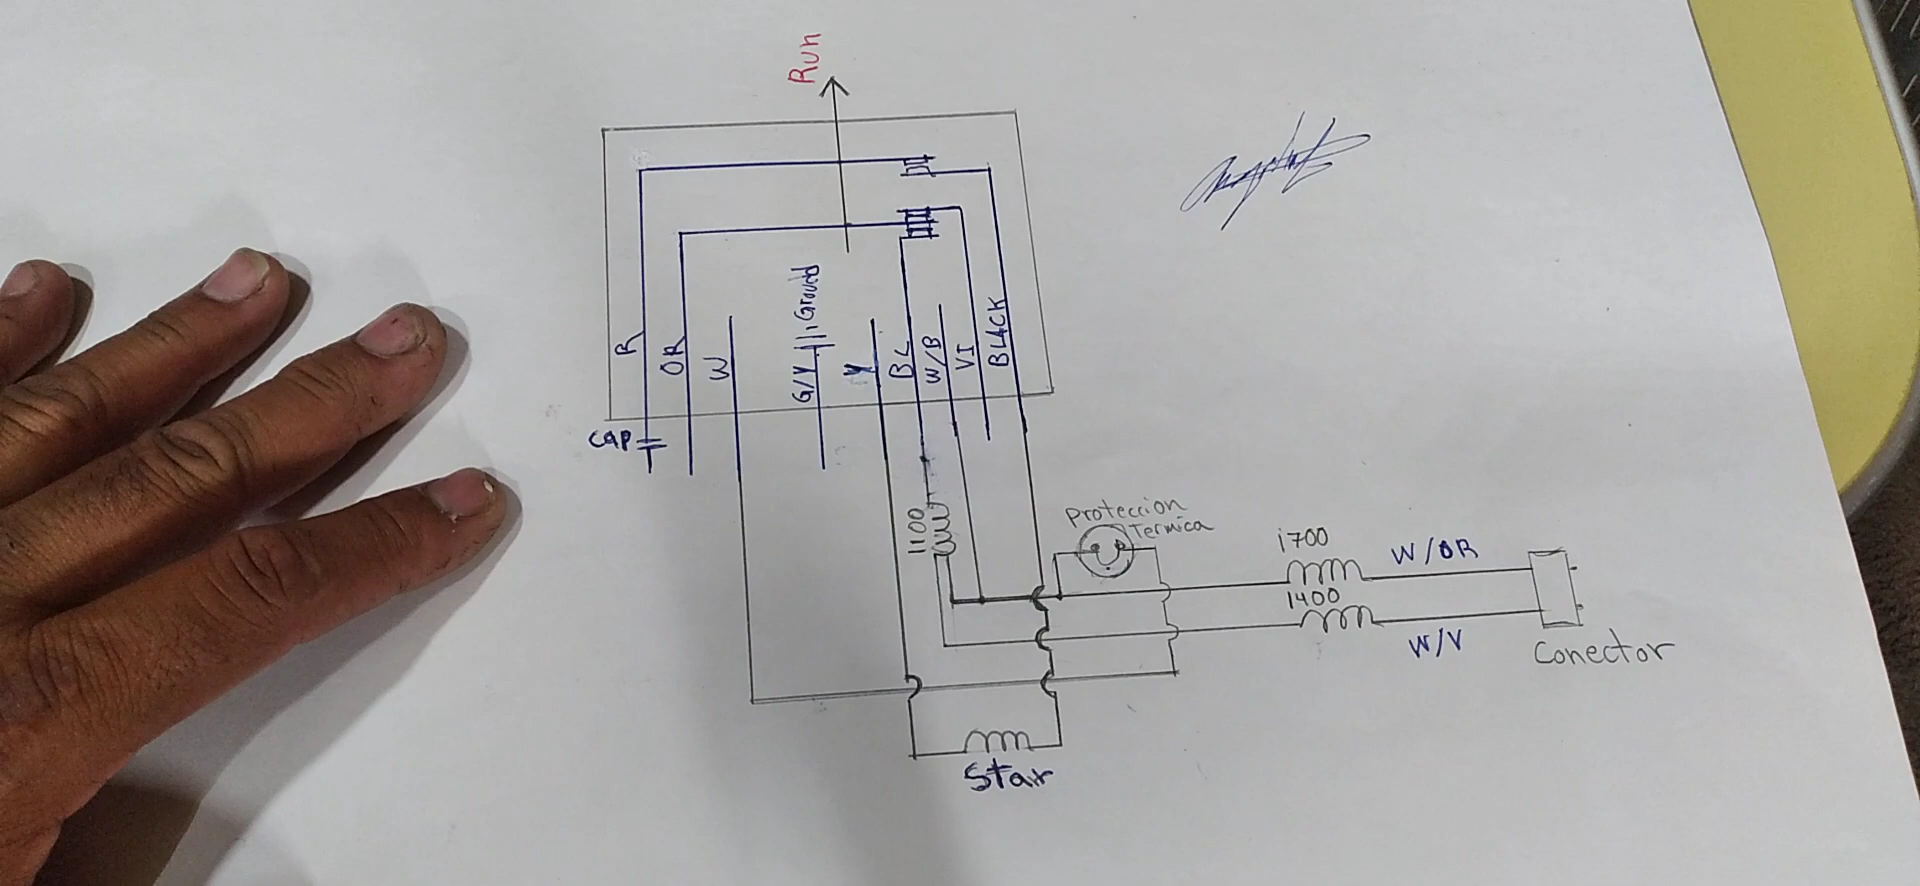 Run
R
OR
W
G/Y
Ground
Y
BL
W/B
VI
BLACK
cap
1100
proteccion
Termica
1700
W/OR
1400
W/V
Conector
Star